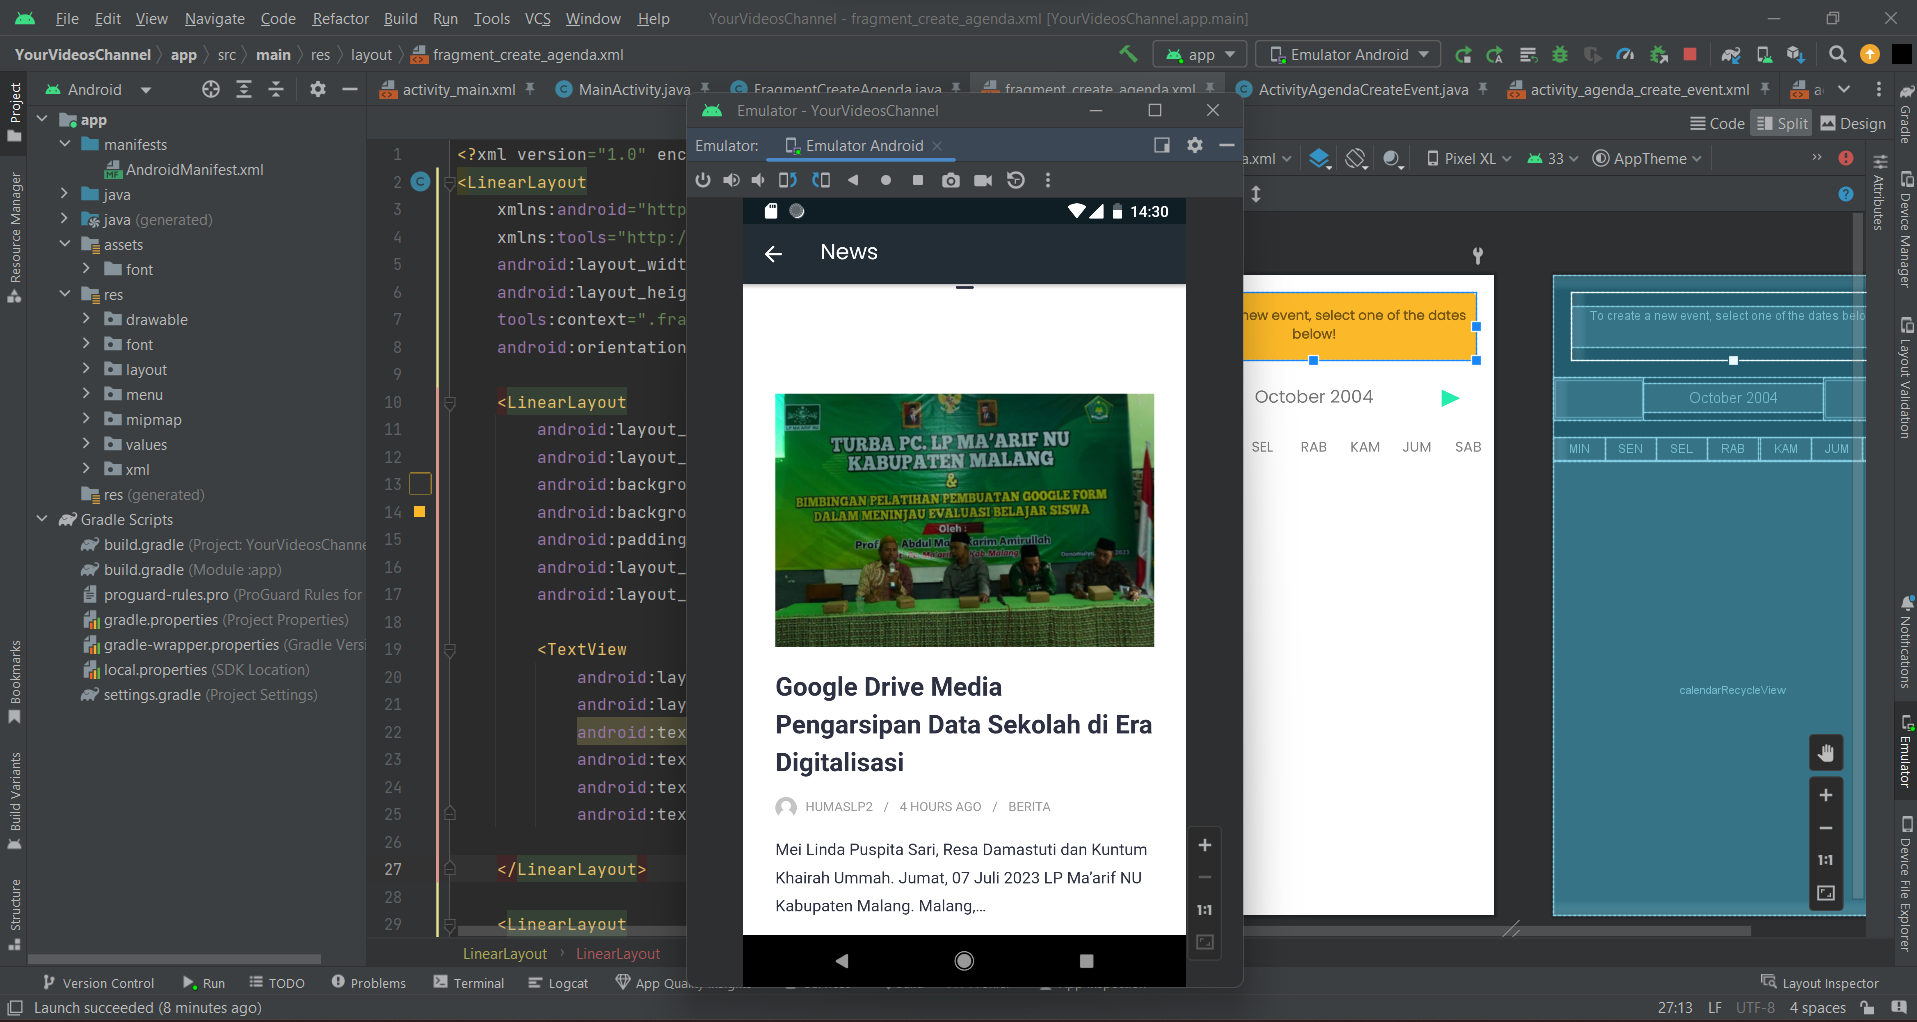 File Edit View Navigate Code Refactor Build Run Tools VCS Window Help YourVideosChannel - fragment_create_agenda.xml [YourVideosChannel.app.main]
YourVideosChannel app src main res layout fragment_create_agenda.xml app Emulator Android
Android activity_main.xml MainActivity.java FragmentCreateAgenda.java fragment_create_agenda.xml ActivityAgendaCreateEvent.java activity_agenda_create_event.xml a
Code Split Design
Project
Resource Manager
Bookmarks
Build Variants
Structure
app
manifests
AndroidManifest.xml
java
java (generated)
assets
font
res
drawable
font
layout
menu
mipmap
values
xml
res (generated)
Gradle Scripts
build.gradle (Project: YourVideosChanne
build.gradle (Module :app)
proguard-rules.pro (ProGuard Rules for
gradle.properties (Project Properties)
gradle-wrapper.properties (Gradle Versi
local.properties (SDK Location)
settings.gradle (Project Settings)
1 <?xml version="1.0" enc
2 <LinearLayout
3 xmlns:android="http
4 xmlns:tools="http:/
5 android:layout_widt
6 android:layout_heig
7 tools:context=".fra
8 android:orientation
9
10 <LinearLayout
11 android:layout_
12 android:layout_
13 android:backgro
14 android:backgro
15 android:padding
16 android:layout_
17 android:layout_
18
19 <TextView
20 android:lay
21 android:lay
22 android:tex
23 android:tex
24 android:tex
25 android:tex
26
27 </LinearLayout>
28
29 <LinearLayout
LinearLayout LinearLayout
Emulator - YourVideosChannel
Emulator: Emulator Android
14:30
News
LP MA'ARIF NU
TURBA PC. LP MA'ARIF NU
KABUPATEN MALANG
&
BIMBINGAN PELATIHAN PEMBUATAN GOOGLE FORM
DALAM MENINJAU EVALUASI BELAJAR SISWA
Oleh :
Google Drive Media
Pengarsipan Data Sekolah di Era
Digitalisasi
HUMASLP2 / 4 HOURS AGO / BERITA
Mei Linda Puspita Sari, Resa Damastuti dan Kuntum
Khairah Ummah. Jumat, 07 Juli 2023 LP Ma'arif NU
Kabupaten Malang. Malang,...
1:1
a.xml Pixel XL 33 AppTheme
new event, select one of the dates
below!
October 2004
SEL RAB KAM JUM SAB
To create a new event, select one of the dates belo
October 2004
MIN SEN SEL RAB KAM JUM
calendarRecycleView
1:1
Gradle
Attributes
Device Manager
Layout Validation
Notifications
Emulator
Device File Explorer
Version Control Run TODO Problems Terminal Logcat App Quality Insights Layout Inspector
Launch succeeded (8 minutes ago) 27:13 LF UTF-8 4 spaces